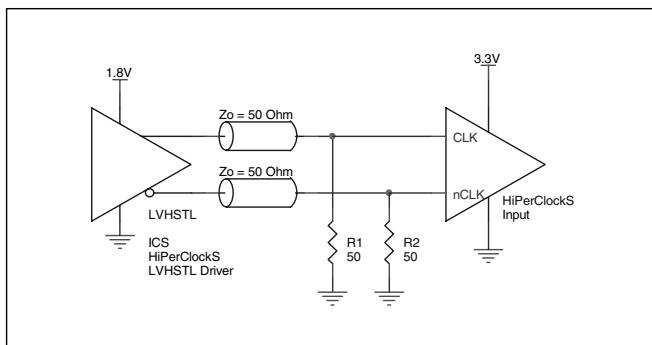 1.8V
3.3V
Zo = 50 Ohm
CLK
Zo = 50 Ohm
nCLK
HiPerClockS
Input
LVHSTL
ICS
HiPerClockS
LVHSTL Driver
R1
50
R2
50